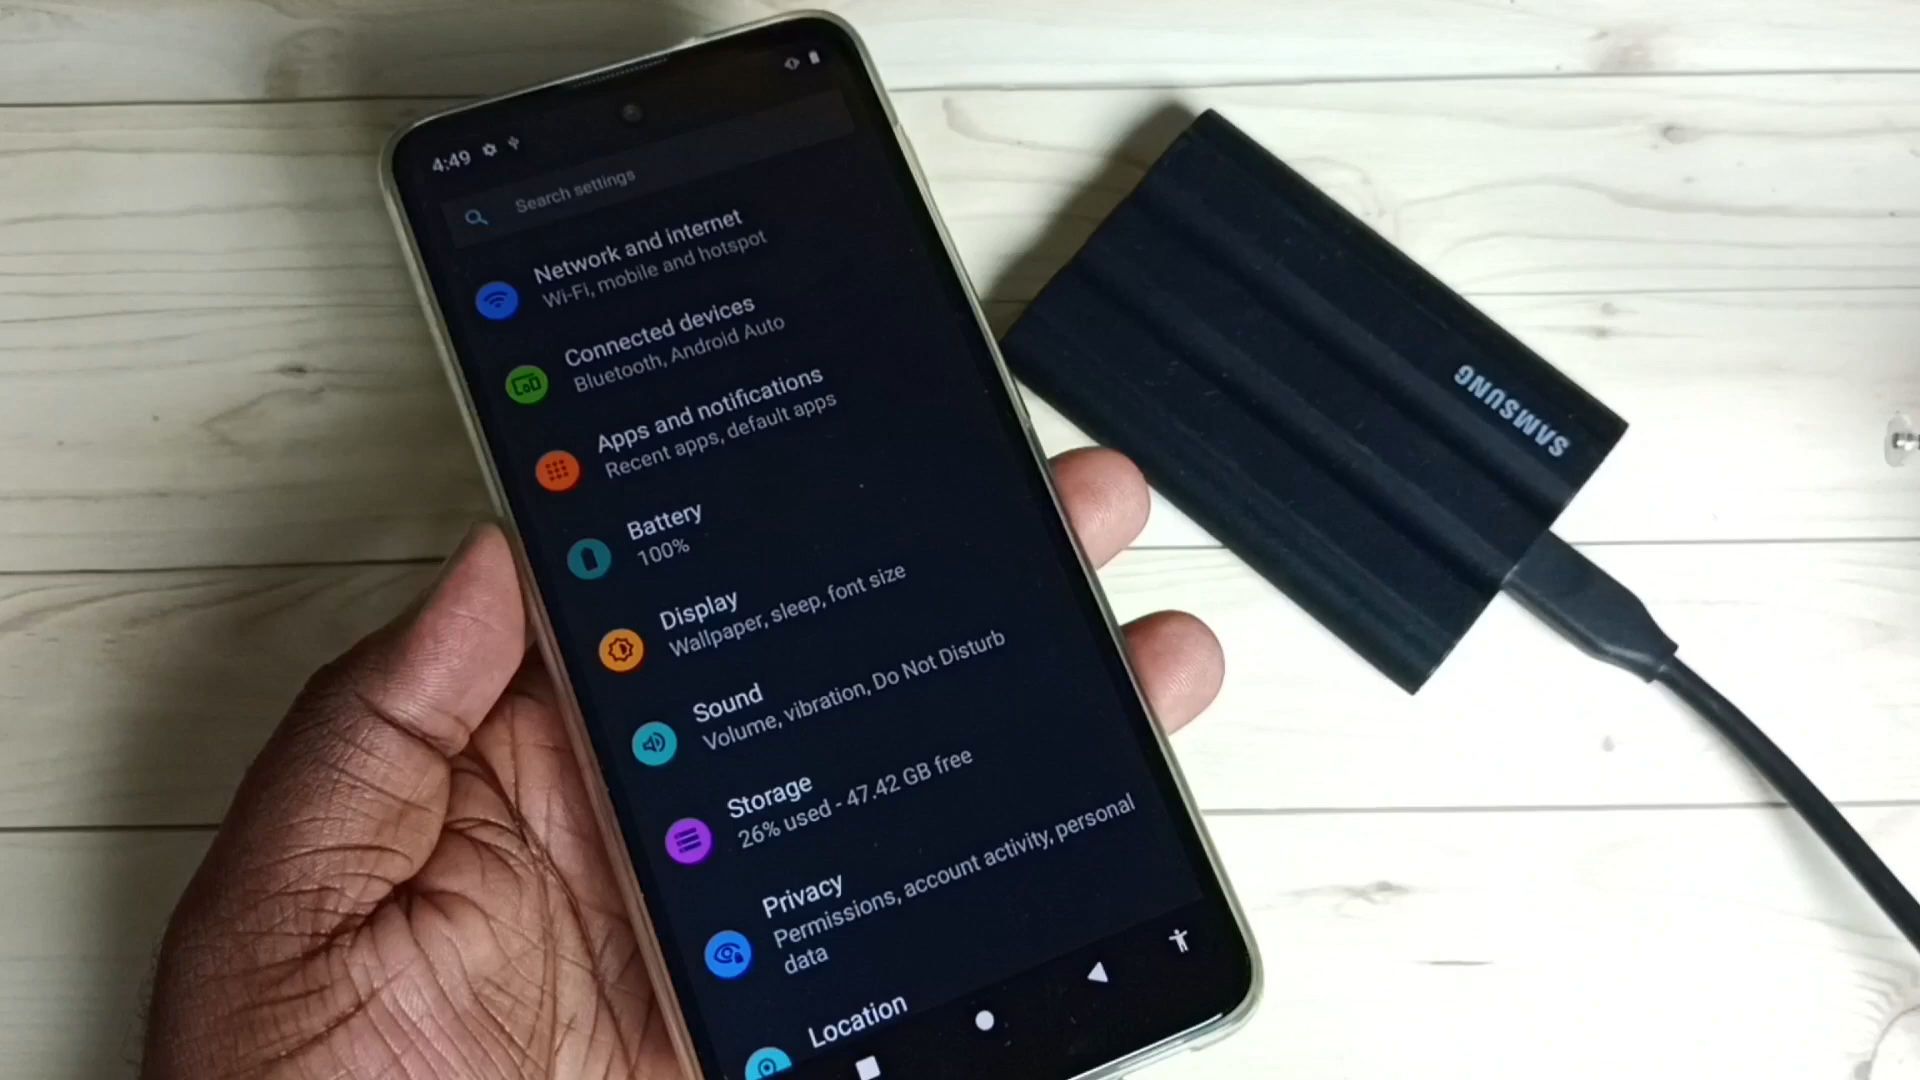 4:49
Search settings
Network and internet
Wi-Fi, mobile and hotspot
Connected devices
Bluetooth, Android Auto
Apps and notifications
Recent apps, default apps
Battery
100%
Display
Wallpaper, sleep, font size
Sound
Volume, vibration, Do Not Disturb
Storage
26% used - 47.42 GB free
Privacy
Permissions, account activity, personal
data
Location
SAMSUNG